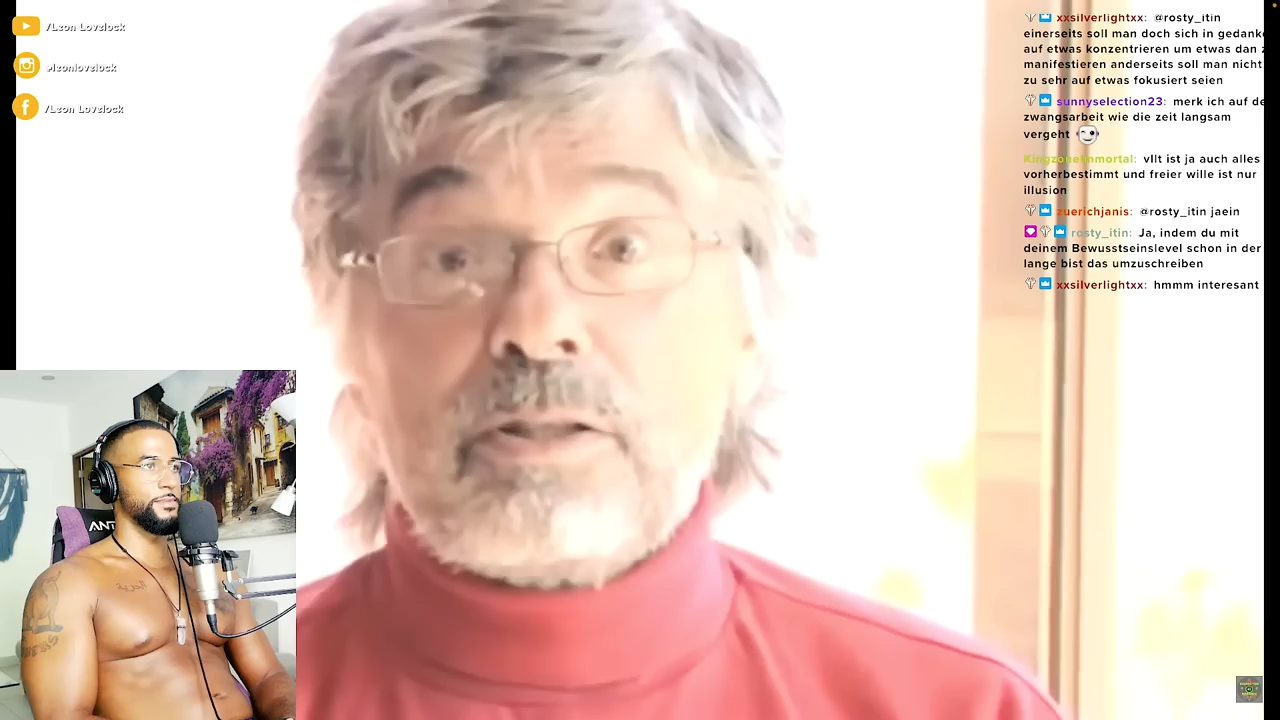 /Leon Lovelock
@leonlovelock
/Leon Lovelock
xxsilverlightxx: @rosty_itin
einerseits soll man doch sich in gedanke
auf etwas konzentrieren um etwas dan z
manifestieren anderseits soll man nicht
zu sehr auf etwas fokusiert seien
sunnyselection23: merk ich auf de
zwangsarbeit wie die zeit langsam
vergeht
KingzoneImmortal: vllt ist ja auch alles
vorherbestimmt und freier wille ist nur
illusion
zuerichjanis: @rosty_itin jaein
rosty_itin: Ja, indem du mit
deinem Bewusstseinslevel schon in der
lange bist das umzuschreiben
xxsilverlightxx: hmmm interesant
ANT